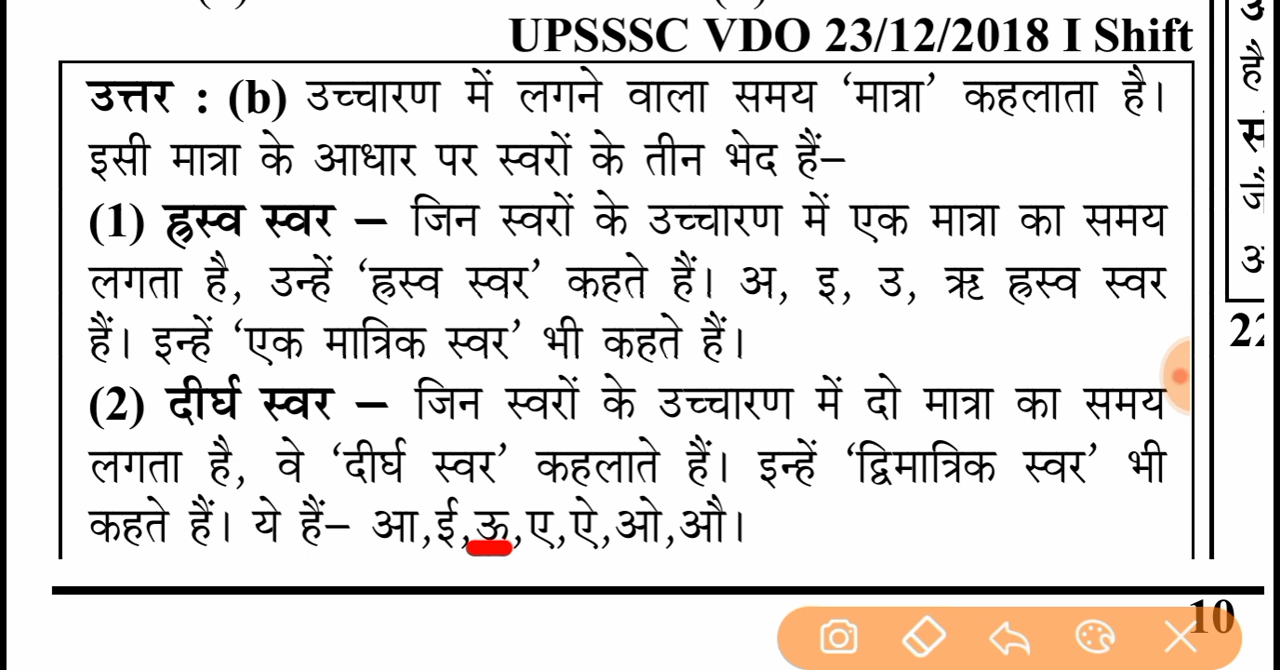 UPSSSC VDO 23/12/2018 I Shift
उत्तर : (b) उच्चारण में लगने वाला समय ‘मात्रा’ कहलाता है।
इसी मात्रा के आधार पर स्वरों के तीन भेद हैं–
(1) ह्रस्व स्वर – जिन स्वरों के उच्चारण में एक मात्रा का समय
लगता है, उन्हें ‘ह्रस्व स्वर’ कहते हैं। अ, इ, उ, ऋ ह्रस्व स्वर
हैं। इन्हें ‘एक मात्रिक स्वर’ भी कहते हैं।
(2) दीर्घ स्वर – जिन स्वरों के उच्चारण में दो मात्रा का समय
लगता है, वे ‘दीर्घ स्वर’ कहलाते हैं। इन्हें ‘द्विमात्रिक स्वर’ भी
कहते हैं। ये हैं– आ,ई,ऊ,ए,ऐ,ओ,औ।
10